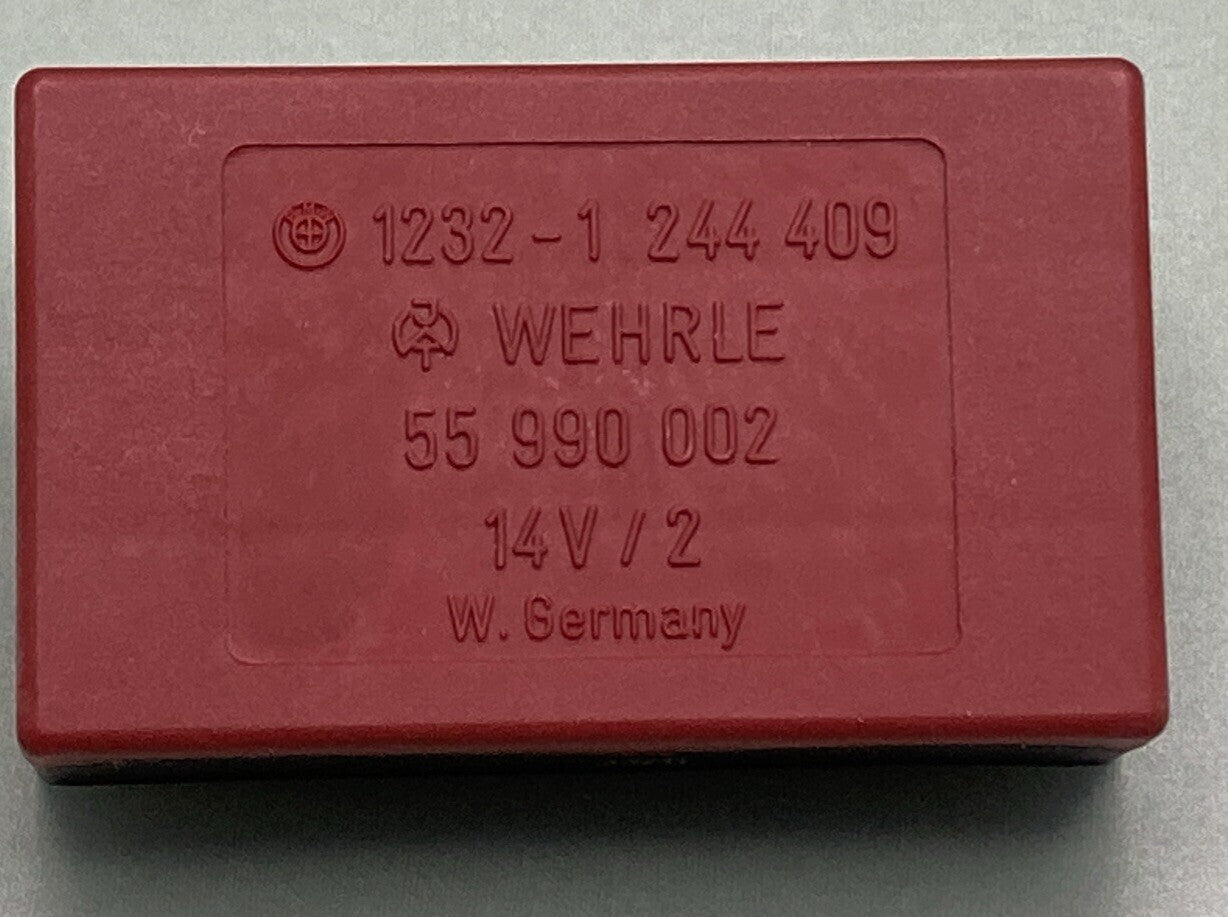 1232-1 244 409
WEHRLE
55 990 002
14V / 2
W. Germany